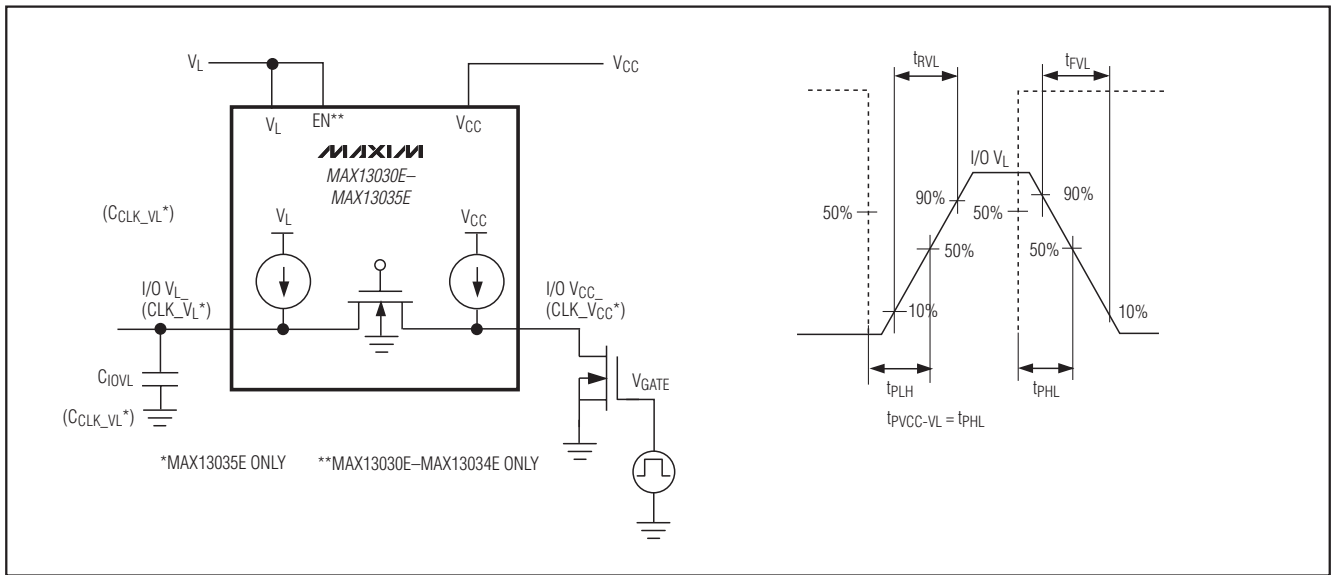 VL
VCC
VL
EN**
VCC
MAXIM
MAX13030E–
MAX13035E
(CCLK_VL*)
VL
VCC
I/O VL_
(CLK_VL*)
I/O VCC_
(CLK_VCC*)
CIOVL
(CCLK_VL*)
VGATE
*MAX13035E ONLY
**MAX13030E–MAX13034E ONLY
tRVL
tFVL
I/O VL
90%
90%
50%
50%
50%
50%
10%
10%
tPLH
tPHL
tPVCC-VL = tPHL